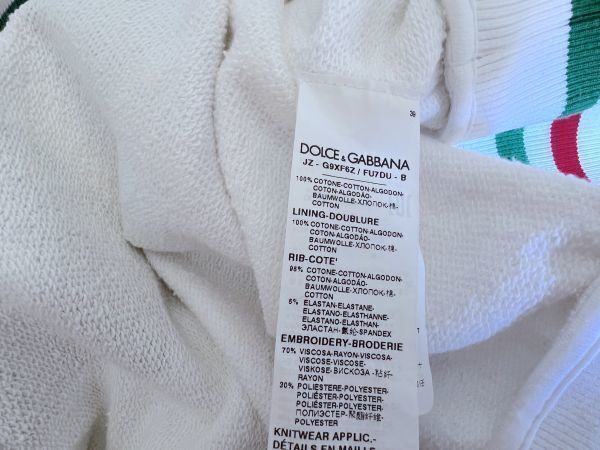 39
DOLCE & GABBANA
JZ - G9XF6Z / FU7DU - B
100% COTONE-COTTON-ALGODON-
COTON-ALGODÃO-
BAUMWOLLE-ХЛОПОК-棉-
COTTON
LINING-DOUBLURE
100% COTONE-COTTON-ALGODON-
COTON-ALGODÃO-
BAUMWOLLE-ХЛОПОК-棉-
COTTON
RIB-COTE'
95% COTONE-COTTON-ALGODON-
COTON-ALGODÃO-
BAUMWOLLE-ХЛОПОК-棉-
COTTON
5% ELASTAN-ELASTANE-
ELASTANO-ELASTHANNE-
ELASTANO-ELASTHAN-
ЭЛАСТАН-氨纶-SPANDEX
EMBROIDERY-BRODERIE
70% VISCOSA-RAYON-VISCOSA-
VISCOSE-VISCOSE-
VISKOSE-ВИСКОЗА-粘纤-
RAYON
30% POLIESTERE-POLYESTER-
POLIÉSTER-POLYESTER-
POLIÉSTER-POLYESTER-
ПОЛИЭСТЕР-聚酯纤维-
POLYESTER
KNITWEAR APPLIC.-
DÉTAILS EN MAILLE